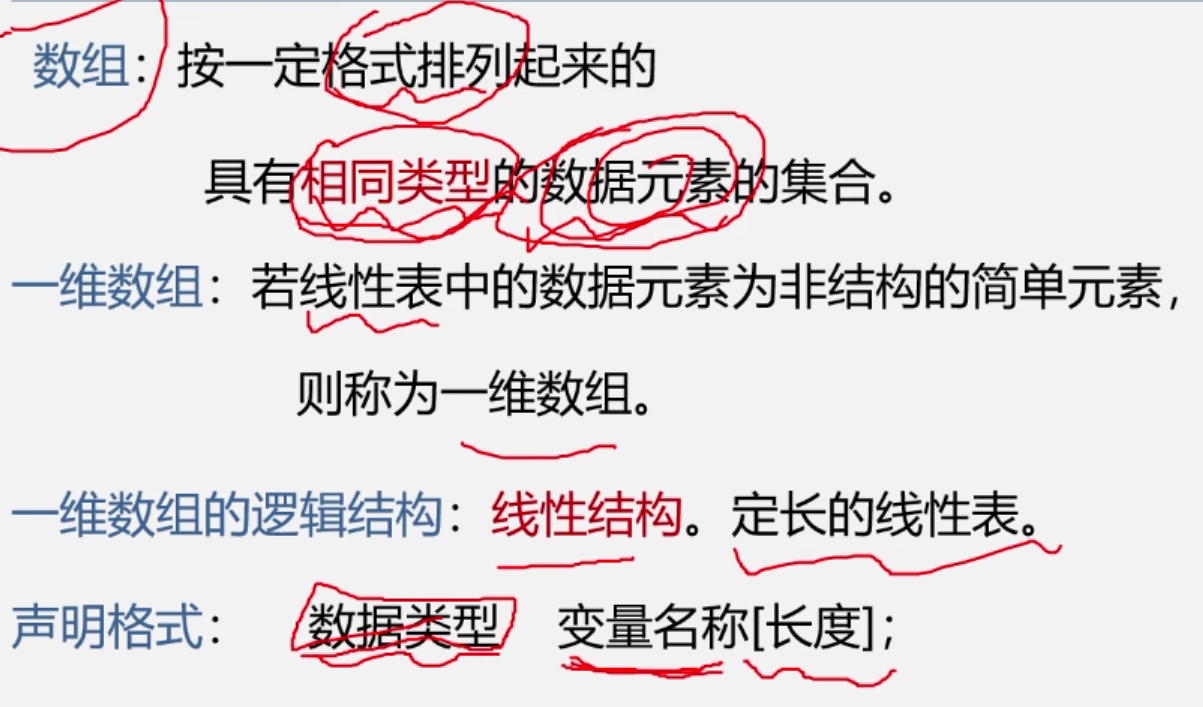 数组：按一定格式排列起来的
具有相同类型的数据元素的集合。
一维数组：若线性表中的数据元素为非结构的简单元素，
则称为一维数组。
一维数组的逻辑结构：线性结构。定长的线性表。
声明格式： 数据类型 变量名称[长度];